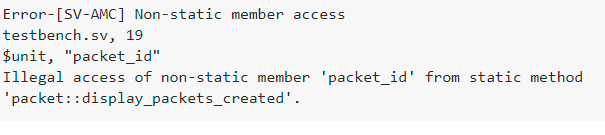 Error-[SV-AMC] Non-static member access
testbench.sv, 19
$unit, "packet_id"
Illegal access of non-static member 'packet_id' from static method
'packet::display_packets_created'.